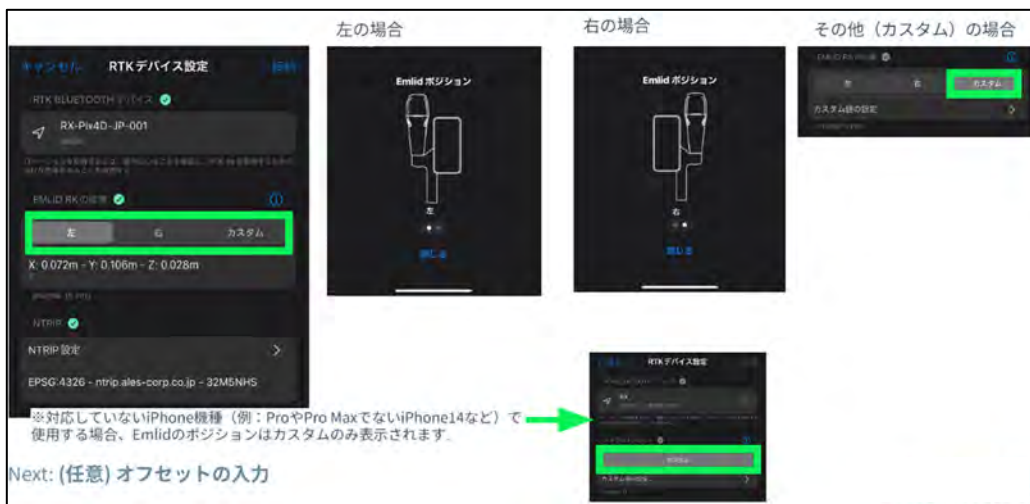 左の場合
右の場合
その他（カスタム）の場合
キャンセル
RTKデバイス設定
RTK BLUETOOTH デバイス
RX-Pix4D-JP-001
EMLID RXの位置
左
右
カスタム
X: 0.072m - Y: 0.106m - Z: 0.028m
NTRIP
NTRIP 設定
EPSG:4326 - ntrip.ales-corp.co.jp - 32M5NHS
Emlid ポジション
左
閉じる
Emlid ポジション
右
閉じる
左
右
カスタム
カスタム値の設定
※対応していないiPhone機種（例：ProやPro MaxでないiPhone14など）で
使用する場合、Emlidのポジションはカスタムのみ表示されます.
RTKデバイス設定
RX
カスタム
カスタム値の設定
Next: (任意) オフセットの入力